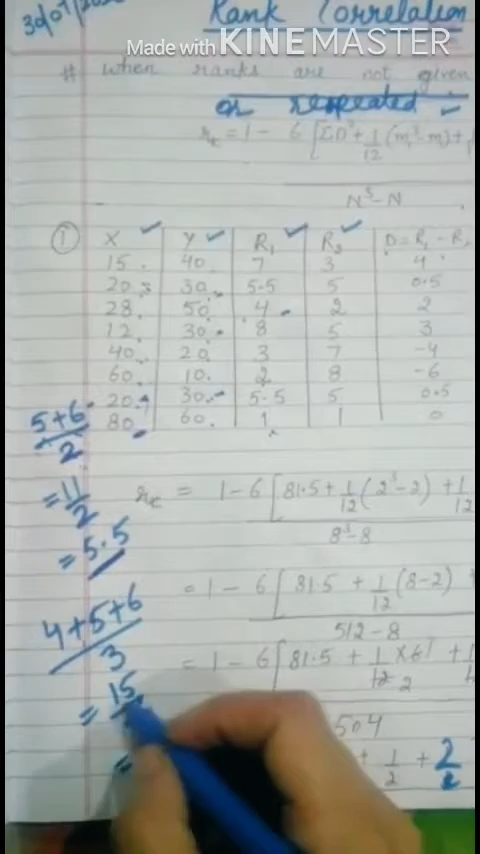 30/07/202
Rank Correlation
Made with KINEMASTER
# when ranks are not given
or respeated
= 1 - 6 [ΣD² + 1/12 (m³ - m) +
N³ - N
① X Y R₁ R₂ D = R₁ - R
15 40 7 3 4
20 30 5.5 5 0.5
28 50 4 2 2
12 30 8 5 3
40 20 3 7 -4
60 10 2 8 -6
20 30 5.5 5 0.5
80 60 1 1 0
5+6/2
= 11/2
= 5.5
4+5+6/3
= 15
=
= 1 - 6 [81.5 + 1/12 (2³ - 2) + 1/12
8³ - 8
= 1 - 6 [81.5 + 1/12 (8 - 2)
512 - 8
= 1 - 6 [81.5 + 1/12 × 6
504
+ 1/2 + 2